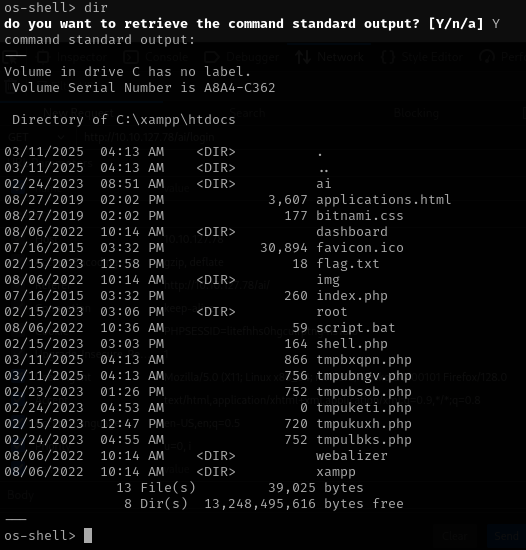 os-shell> dir
do you want to retrieve the command standard output? [Y/n/a] Y
command standard output:
---
Volume in drive C has no label.
 Volume Serial Number is A8A4-C362

 Directory of C:\xampp\htdocs

03/11/2025  04:13 AM    <DIR>          .
03/11/2025  04:13 AM    <DIR>          ..
02/24/2023  08:51 AM    <DIR>          ai
08/27/2019  02:02 PM             3,607 applications.html
08/27/2019  02:02 PM               177 bitnami.css
08/06/2022  10:14 AM    <DIR>          dashboard
07/16/2015  03:32 PM            30,894 favicon.ico
02/15/2023  12:58 PM                18 flag.txt
08/06/2022  10:14 AM    <DIR>          img
07/16/2015  03:32 PM               260 index.php
02/15/2023  03:06 PM    <DIR>          root
08/06/2022  10:36 AM                59 script.bat
02/15/2023  03:03 PM               164 shell.php
03/11/2025  04:13 AM               866 tmpbxqpn.php
03/11/2025  04:13 AM               756 tmpubngv.php
02/23/2023  01:26 PM               752 tmpubsob.php
02/24/2023  04:53 AM                 0 tmpuketi.php
02/15/2023  12:47 PM               720 tmpukuxh.php
02/24/2023  04:55 AM               752 tmpulbks.php
08/06/2022  10:14 AM    <DIR>          webalizer
08/06/2022  10:14 AM    <DIR>          xampp
              13 File(s)         39,025 bytes
               8 Dir(s)  13,248,495,616 bytes free
---
os-shell>